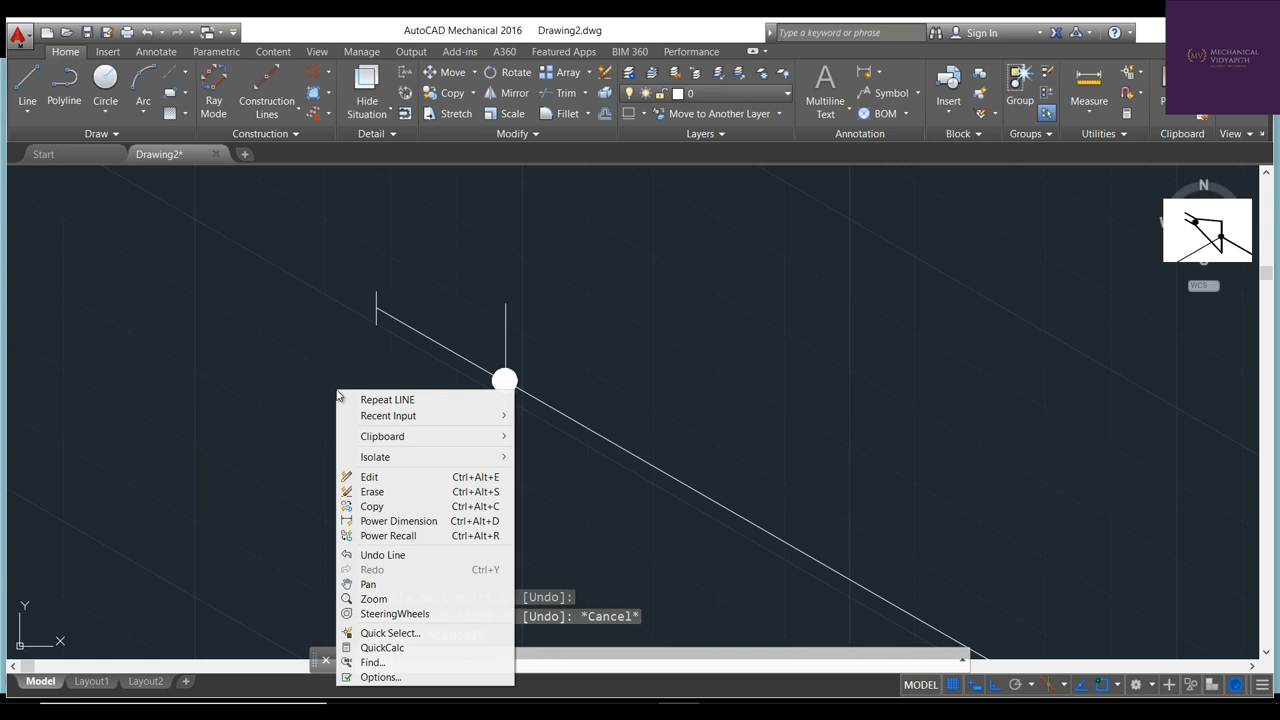 AutoCAD Mechanical 2016 Drawing2.dwg
Type a keyword or phrase
Sign In
MECHANICAL
VIDYAPITH
Home Insert Annotate Parametric Content View Manage Output Add-ins A360 Featured Apps BIM 360 Performance
Move Rotate Array
0
Line Polyline Circle Arc
Ray
Mode
Construction
Lines
Hide
Situation
Copy Mirror Trim
Stretch Scale Fillet
Move to Another Layer
Multiline
Text
Symbol
BOM
Insert
Group
Measure
Draw Construction Detail Modify Layers Annotation Block Groups Utilities Clipboard View
Start Drawing2*
N
WCS
Repeat LINE
Recent Input
Clipboard
Isolate
Edit Ctrl+Alt+E
Erase Ctrl+Alt+S
Copy Ctrl+Alt+C
Power Dimension Ctrl+Alt+D
Power Recall Ctrl+Alt+R
Undo Line
Redo Ctrl+Y
Pan
Zoom
SteeringWheels
Quick Select...
QuickCalc
Find...
Options...
[Undo]:
[Undo]: *Cancel*
Y
X
Model Layout1 Layout2
MODEL